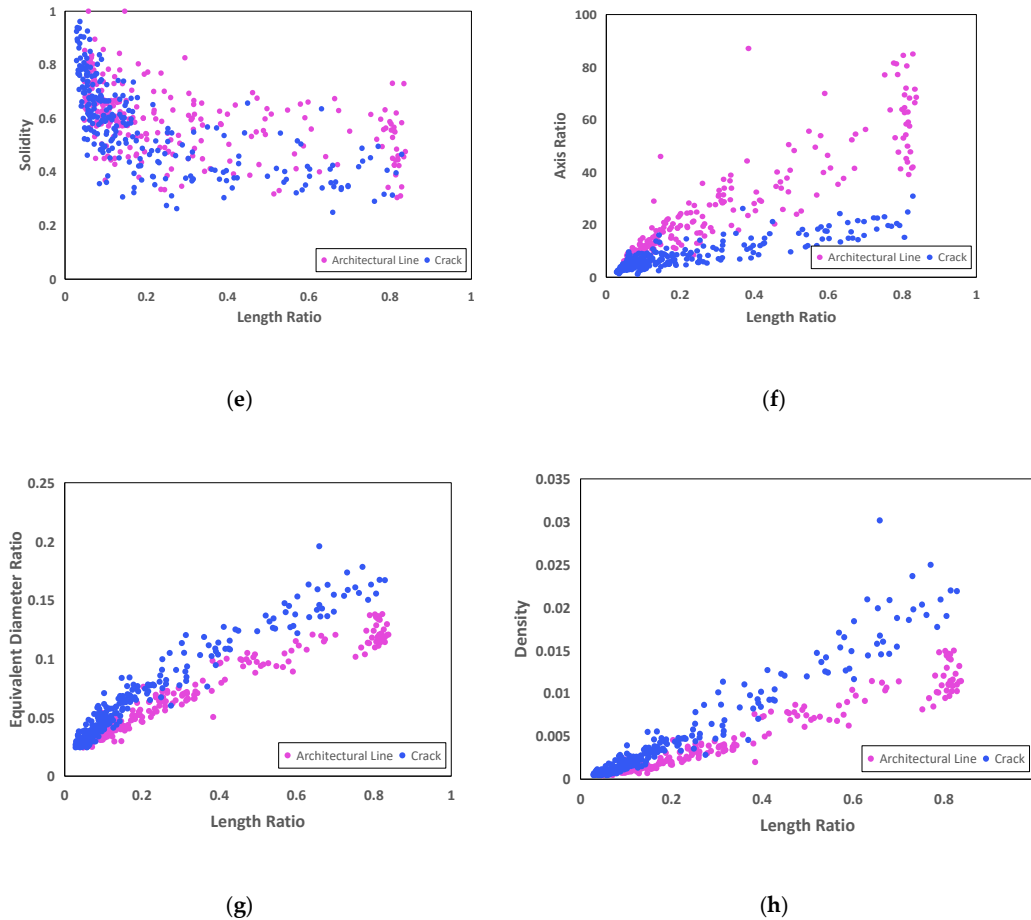 1
0.8
0.6
0.4
0.2
0
Solidity
0 0.2 0.4 0.6 0.8 1
Length Ratio
Architectural Line Crack
(e)
100
80
60
40
20
0
Axis Ratio
0 0.2 0.4 0.6 0.8 1
Length Ratio
Architectural Line Crack
(f)
0.25
0.2
0.15
0.1
0.05
0
Equivalent Diameter Ratio
0 0.2 0.4 0.6 0.8 1
Length Ratio
Architectural Line Crack
(g)
0.035
0.03
0.025
0.02
0.015
0.01
0.005
0
Density
0 0.2 0.4 0.6 0.8
Length Ratio
Architectural Line Crack
(h)